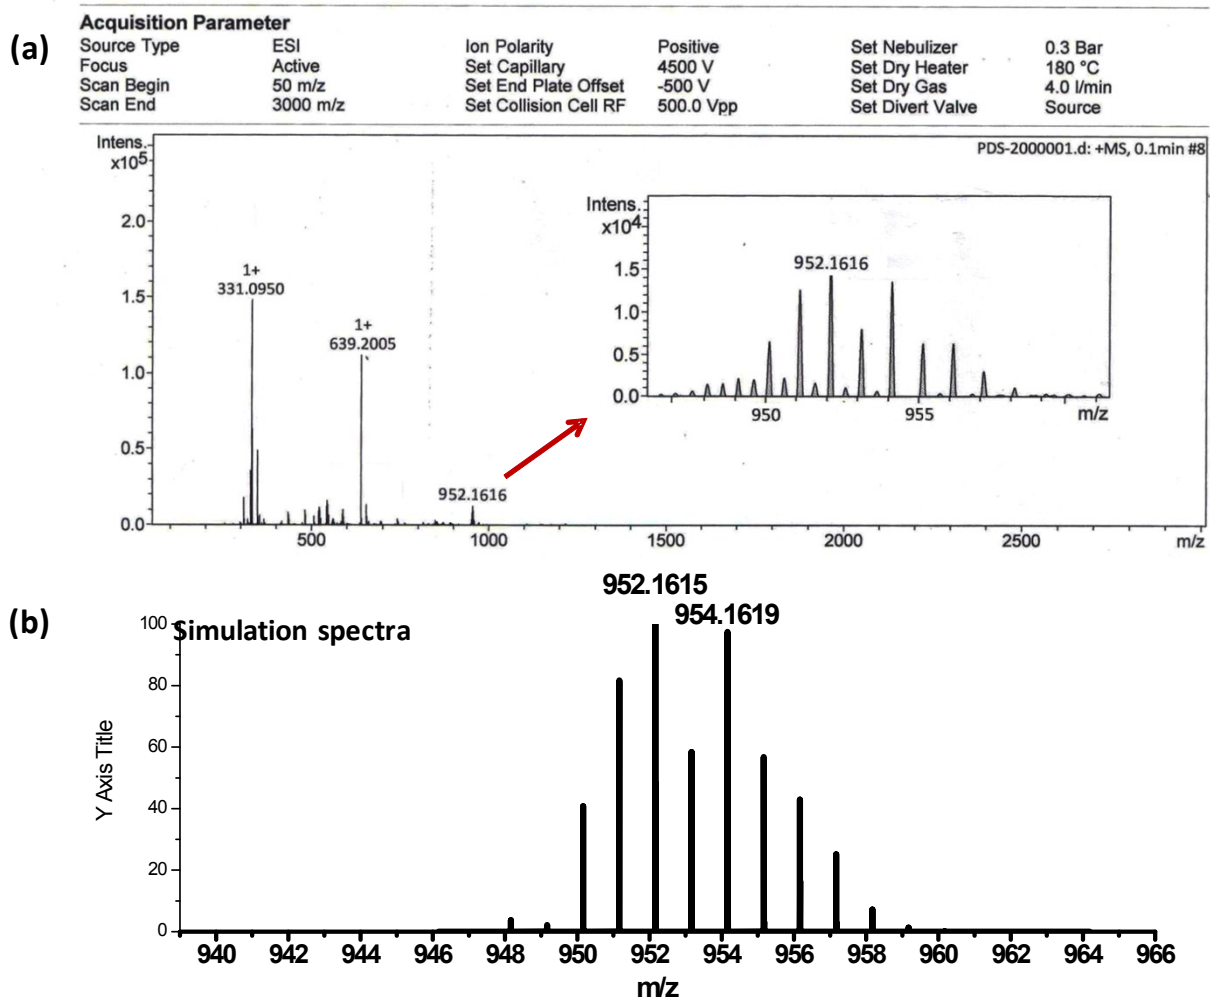 (a)
Acquisition Parameter
Source Type ESI Ion Polarity Positive Set Nebulizer 0.3 Bar
Focus Active Set Capillary 4500 V Set Dry Heater 180 °C
Scan Begin 50 m/z Set End Plate Offset -500 V Set Dry Gas 4.0 l/min
Scan End 3000 m/z Set Collision Cell RF 500.0 Vpp Set Divert Valve Source
Intens.
x10⁵
PDS-2000001.d: +MS, 0.1min #8
2.0
1.5
1.0
0.5
0.0
1+
331.0950
1+
639.2005
952.1616
500 1000 1500 2000 2500 m/z
Intens.
x10⁴
1.5
1.0
0.5
0.0
952.1616
950 955 m/z
(b)
952.1615
954.1619
Simulation spectra
Y Axis Title
100
80
60
40
20
0
940 942 944 946 948 950 952 954 956 958 960 962 964 966
m/z